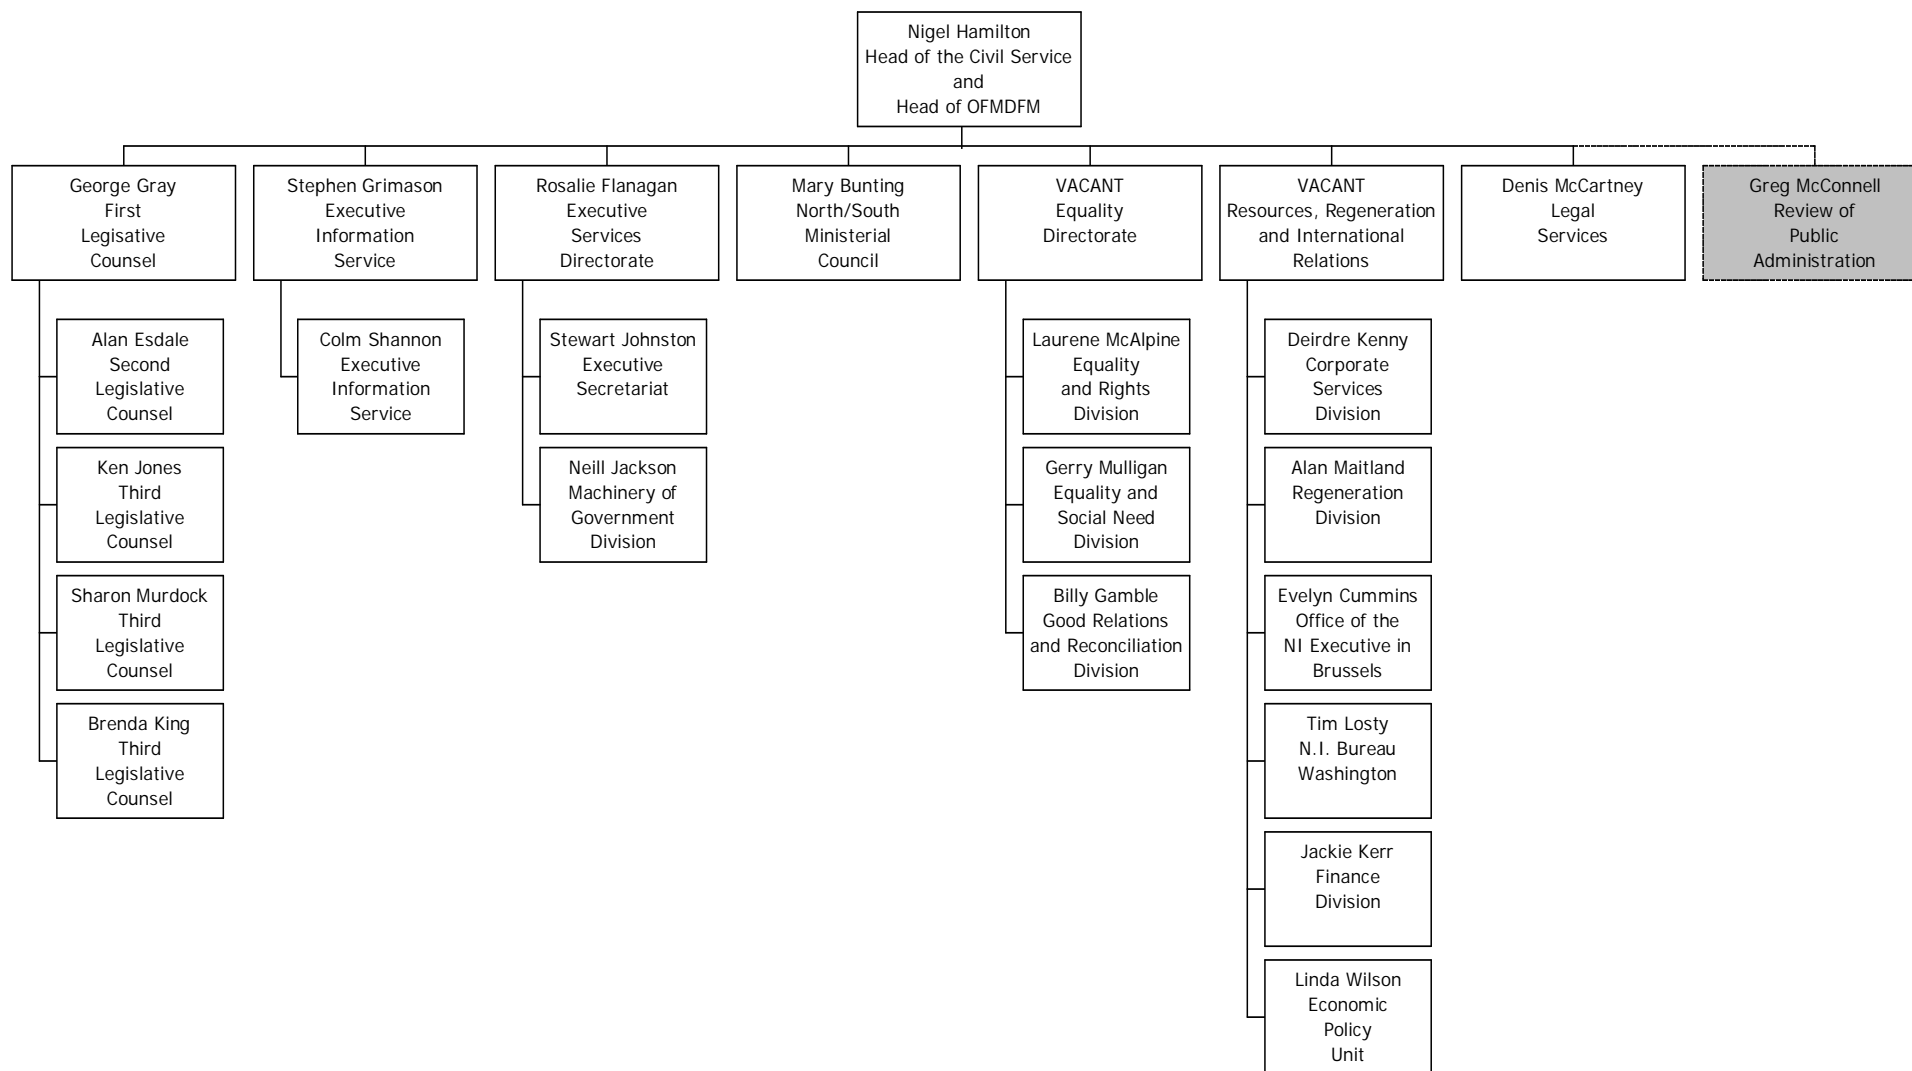 Nigel Hamilton
Head of the Civil Service
and
Head of OFMDFM
George Gray
First
Legisative
Counsel
Stephen Grimason
Executive
Information
Service
Rosalie Flanagan
Executive
Services
Directorate
Mary Bunting
North/South
Ministerial
Council
VACANT
Equality
Directorate
VACANT
Resources, Regeneration
and International
Relations
Denis McCartney
Legal
Services
Greg McConnell
Review of
Public
Administration
Alan Esdale
Second
Legislative
Counsel
Ken Jones
Third
Legislative
Counsel
Sharon Murdock
Third
Legislative
Counsel
Brenda King
Third
Legislative
Counsel
Colm Shannon
Executive
Information
Service
Stewart Johnston
Executive
Secretariat
Neill Jackson
Machinery of
Government
Division
Laurene McAlpine
Equality
and Rights
Division
Gerry Mulligan
Equality and
Social Need
Division
Billy Gamble
Good Relations
and Reconciliation
Division
Deirdre Kenny
Corporate
Services
Division
Alan Maitland
Regeneration
Division
Evelyn Cummins
Office of the
NI Executive in
Brussels
Tim Losty
N.I. Bureau
Washington
Jackie Kerr
Finance
Division
Linda Wilson
Economic
Policy
Unit